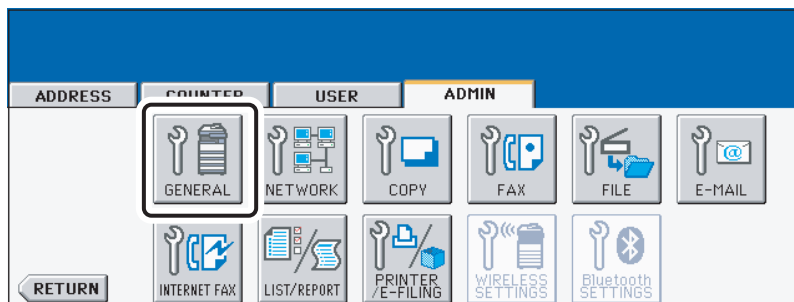 ADDRESS COUNTER USER ADMIN
GENERAL NETWORK COPY FAX FILE E-MAIL
INTERNET FAX LIST/REPORT PRINTER /E-FILING WIRELESS SETTINGS Bluetooth SETTINGS
RETURN